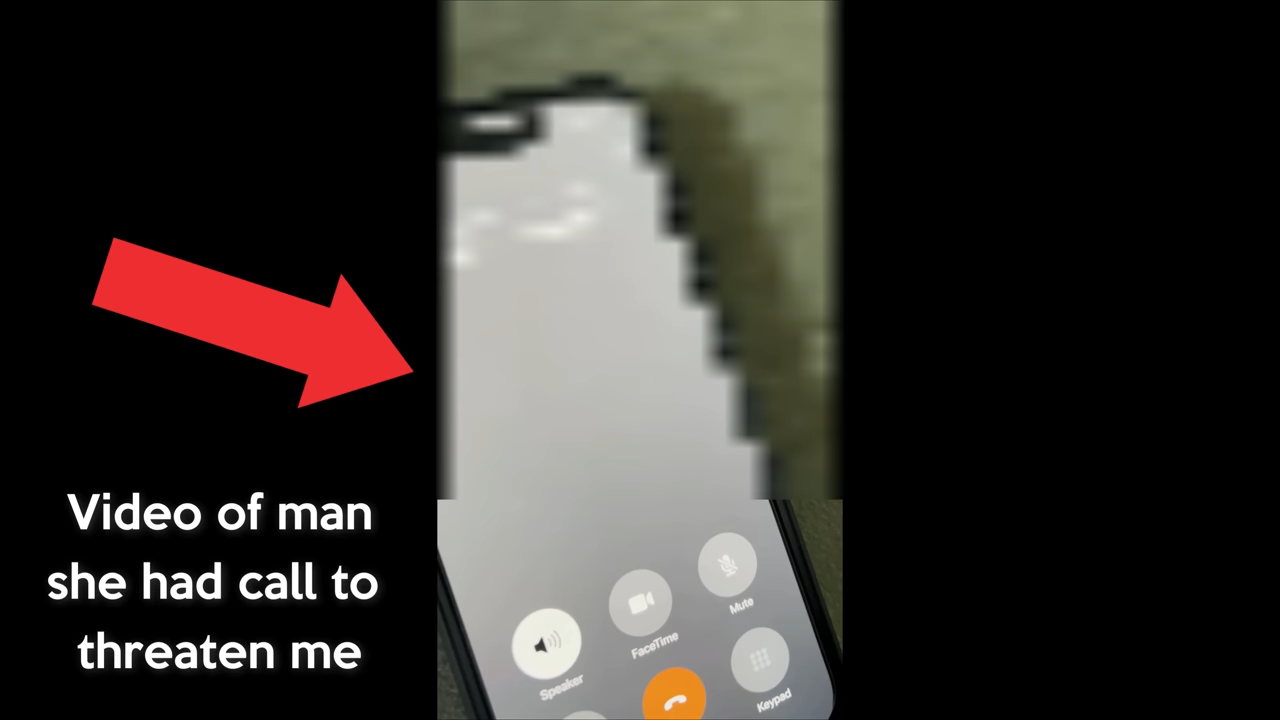 Video of man
she had call to
threaten me
Mute
FaceTime
Speaker
Keypad